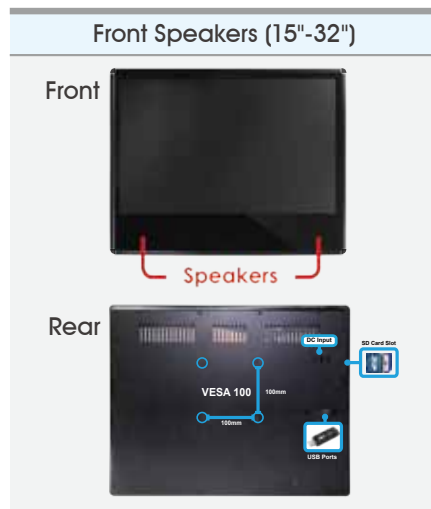 Front Speakers (15"-32")
Front
Speakers
Rear
DC Input
SD Card Slot
VESA 100
100mm
100mm
USB Ports